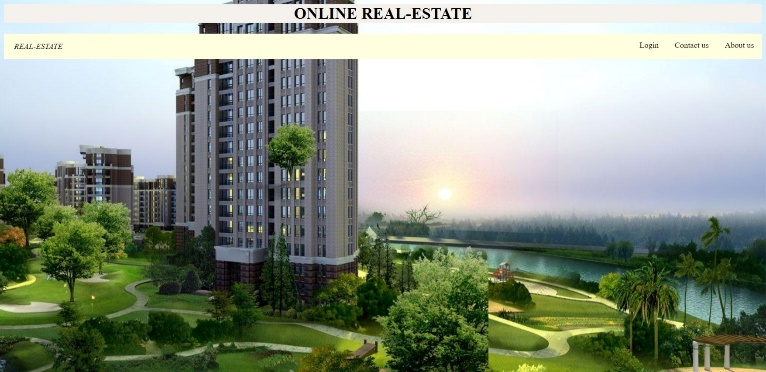 ONLINE REAL-ESTATE
REAL-ESTATE Login Contact us About us